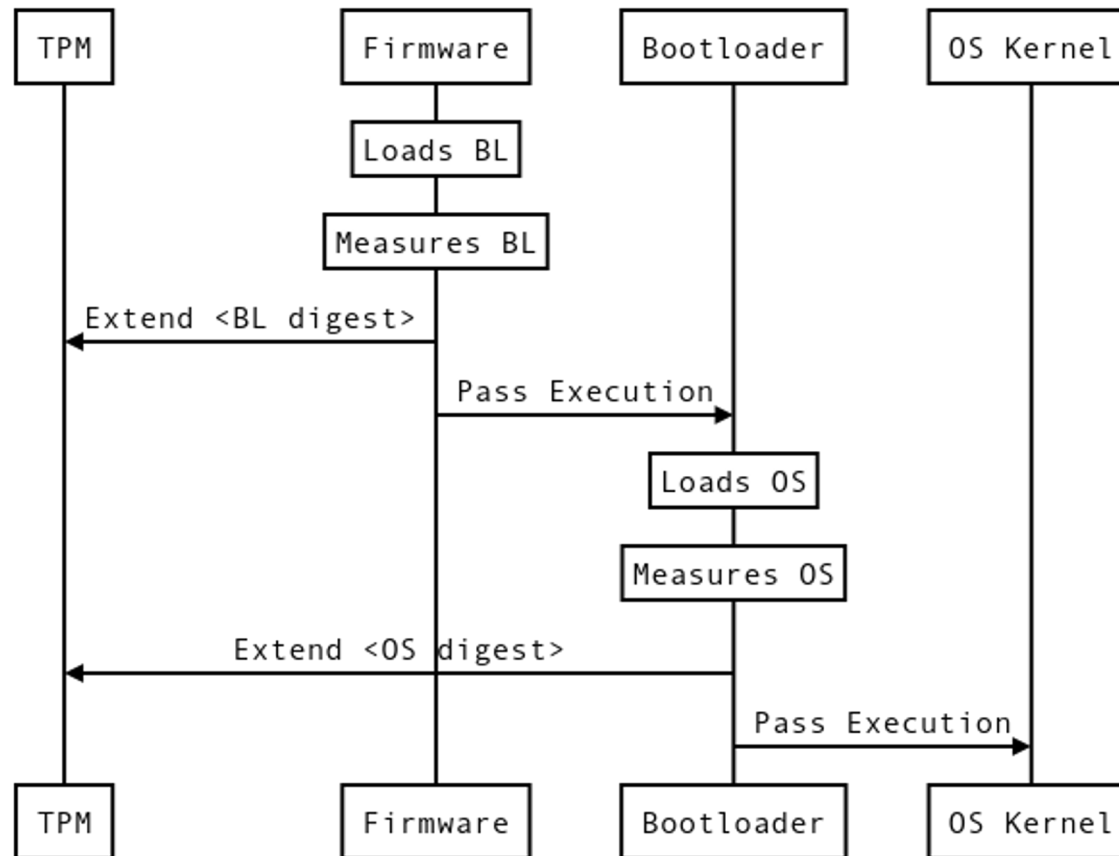 TPM Firmware Bootloader OS Kernel
Loads BL
Measures BL
Extend <BL digest>
Pass Execution
Loads OS
Measures OS
Extend <OS digest>
Pass Execution
TPM Firmware Bootloader OS Kernel